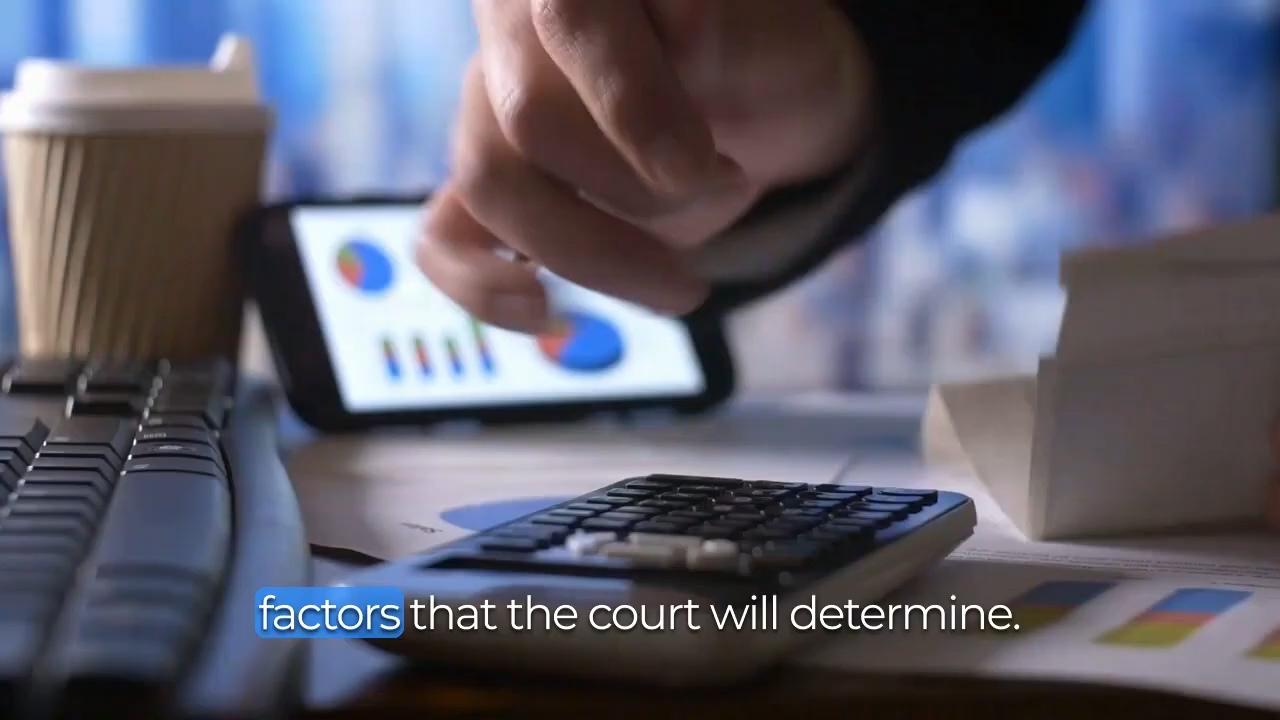 factors that the court will determine.